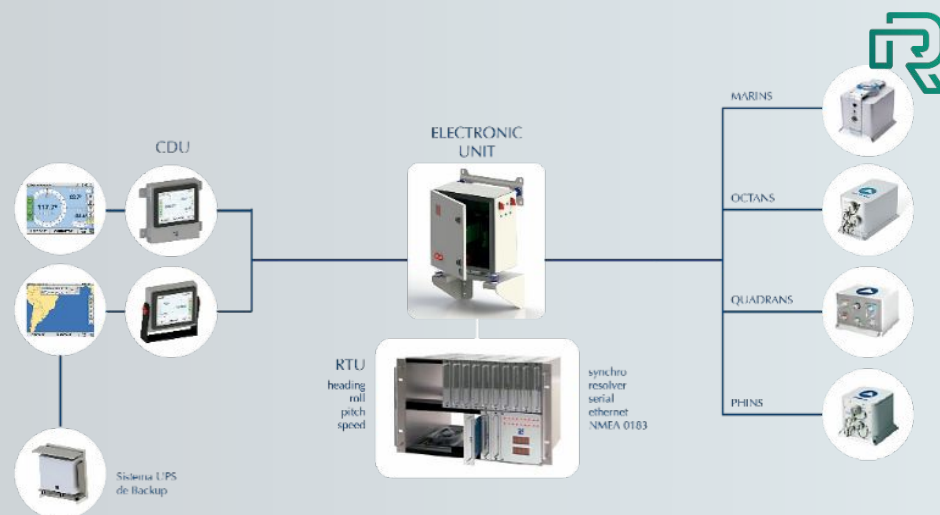 MARINS
ELECTRONIC
UNIT
CDU
OCTANS
QUADRANS
RTU
heading
roll
pitch
speed
synchro
resolver
serial
ethernet
NMEA 0183
PHINS
Sistema UPS
de Backup